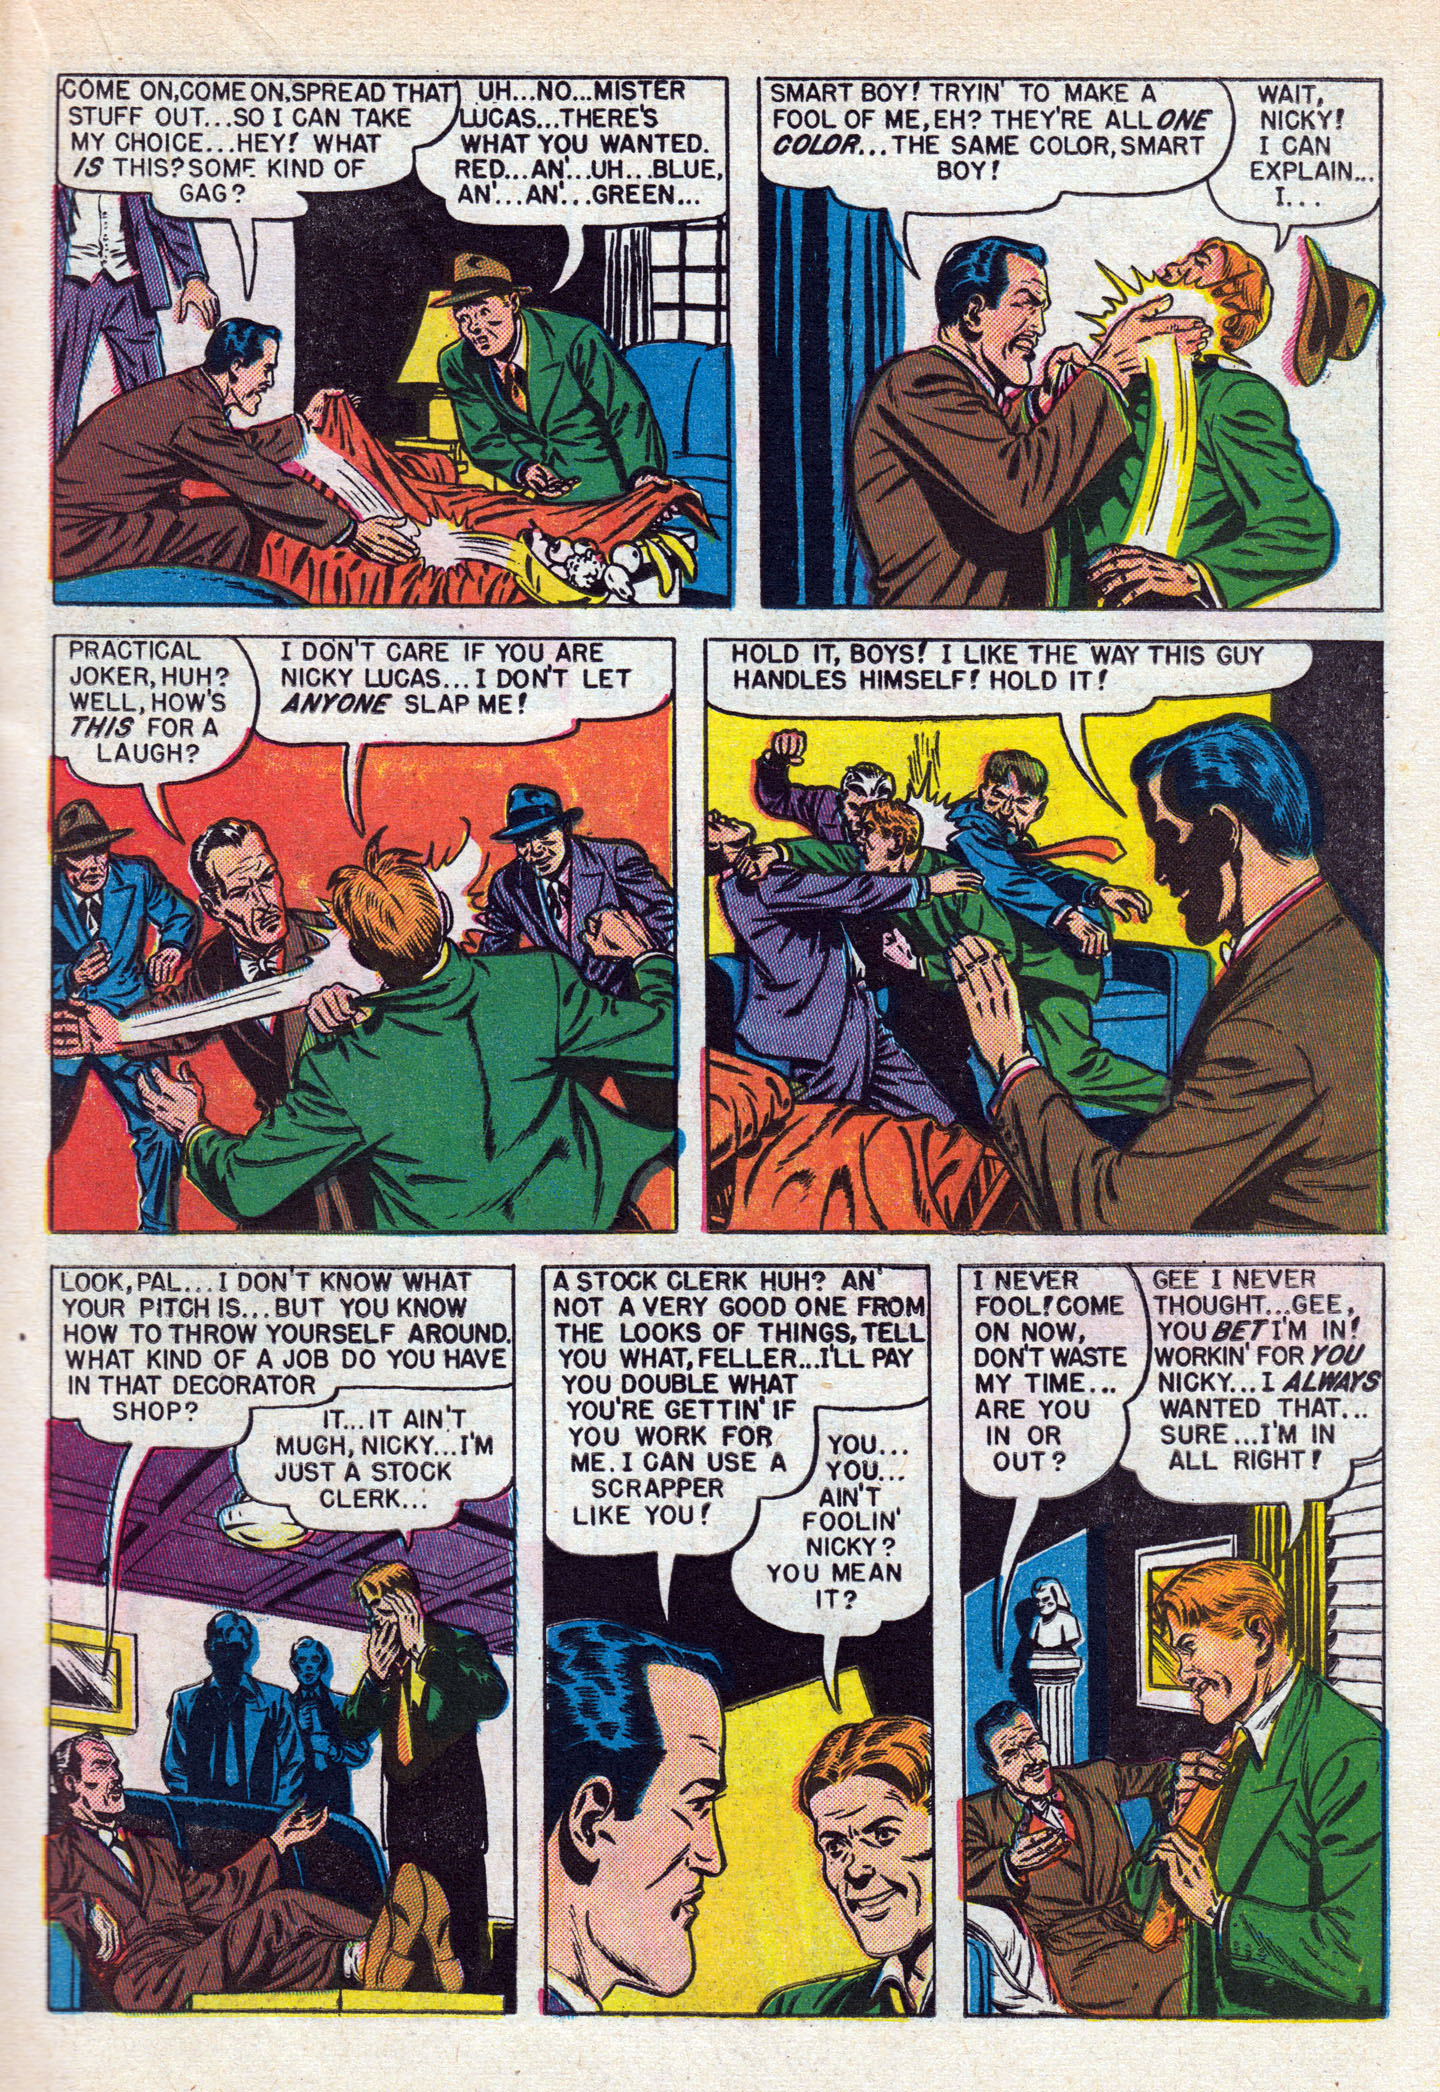 COME ON, COME ON, SPREAD THAT
STUFF OUT...SO I CAN TAKE
MY CHOICE...HEY! WHAT
IS THIS? SOME KIND OF
GAG?
UH...NO...MISTER
LUCAS...THERE'S
WHAT YOU WANTED.
RED...AN'...UH...BLUE,
AN'...AN'...GREEN...
SMART BOY! TRYIN' TO MAKE A
FOOL OF ME, EH? THEY'RE ALL ONE
COLOR...THE SAME COLOR, SMART
BOY!
WAIT,
NICKY!
I CAN
EXPLAIN...
I...
PRACTICAL
JOKER, HUH?
WELL, HOW'S
THIS FOR A
LAUGH?
I DON'T CARE IF YOU ARE
NICKY LUCAS...I DON'T LET
ANYONE SLAP ME!
HOLD IT, BOYS! I LIKE THE WAY THIS GUY
HANDLES HIMSELF! HOLD IT!
LOOK, PAL...I DON'T KNOW WHAT
YOUR PITCH IS...BUT YOU KNOW
HOW TO THROW YOURSELF AROUND.
WHAT KIND OF A JOB DO YOU HAVE
IN THAT DECORATOR
SHOP?
IT...IT AIN'T
MUCH, NICKY...I'M
JUST A STOCK
CLERK...
A STOCK CLERK HUH? AN'
NOT A VERY GOOD ONE FROM
THE LOOKS OF THINGS, TELL
YOU WHAT, FELLER...I'LL PAY
YOU DOUBLE WHAT
YOU'RE GETTIN' IF
YOU WORK FOR
ME. I CAN USE A
SCRAPPER
LIKE YOU!
YOU...
YOU...
AIN'T
FOOLIN'
NICKY?
YOU MEAN
IT?
I NEVER
FOOL! COME
ON NOW,
DON'T WASTE
MY TIME...
ARE YOU
IN OR
OUT?
GEE I NEVER
THOUGHT...GEE,
YOU BET I'M IN!
WORKIN' FOR YOU
NICKY...I ALWAYS
WANTED THAT...
SURE...I'M IN
ALL RIGHT!